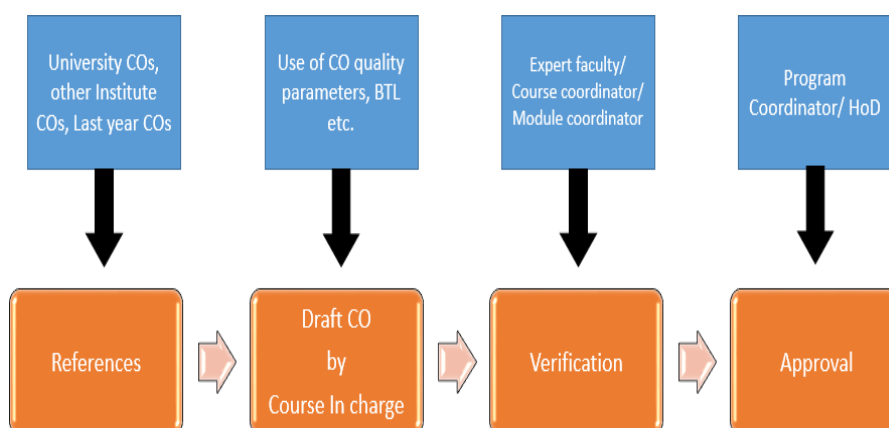 University COs,
other Institute
COs, Last year COs
Use of CO quality
parameters, BTL
etc.
Expert faculty/
Course coordinator/
Module coordinator
Program
Coordinator/ HoD
References
Draft CO
by
Course In charge
Verification
Approval